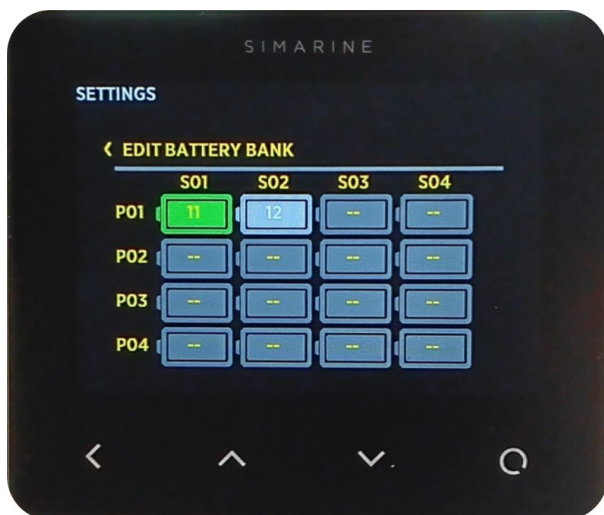 SIMARINE
SETTINGS
< EDIT BATTERY BANK
S01 S02 S03 S04
P01 11 12 -- --
P02 -- -- -- --
P03 -- -- -- --
P04 -- -- -- --